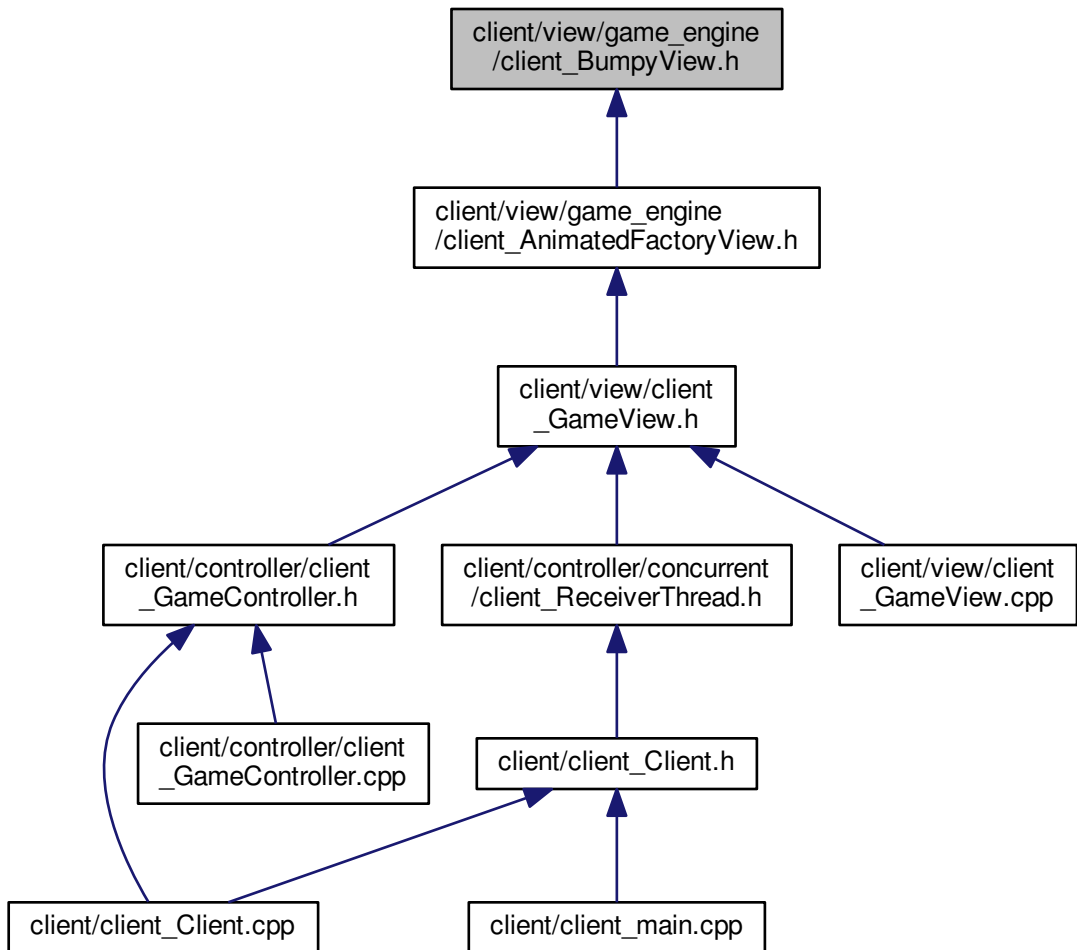 client/view/game_engine
/client_BumpyView.h
client/view/game_engine
/client_AnimatedFactoryView.h
client/view/client
_GameView.h
client/controller/client
_GameController.h
client/controller/concurrent
/client_ReceiverThread.h
client/view/client
_GameView.cpp
client/controller/client
_GameController.cpp
client/client_Client.h
client/client_Client.cpp
client/client_main.cpp